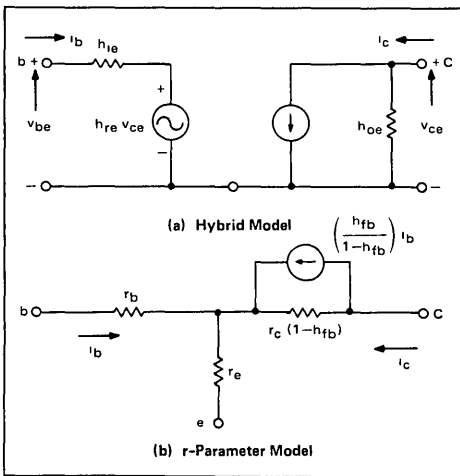 ib
ic
b +
hie
+ C
+
vbe
hre vce
hoe
vce
−
−
−
(a) Hybrid Model
(hfb / 1−hfb) ib
b
rb
C
ib
rc (1−hfb)
ic
re
e
(b) r-Parameter Model